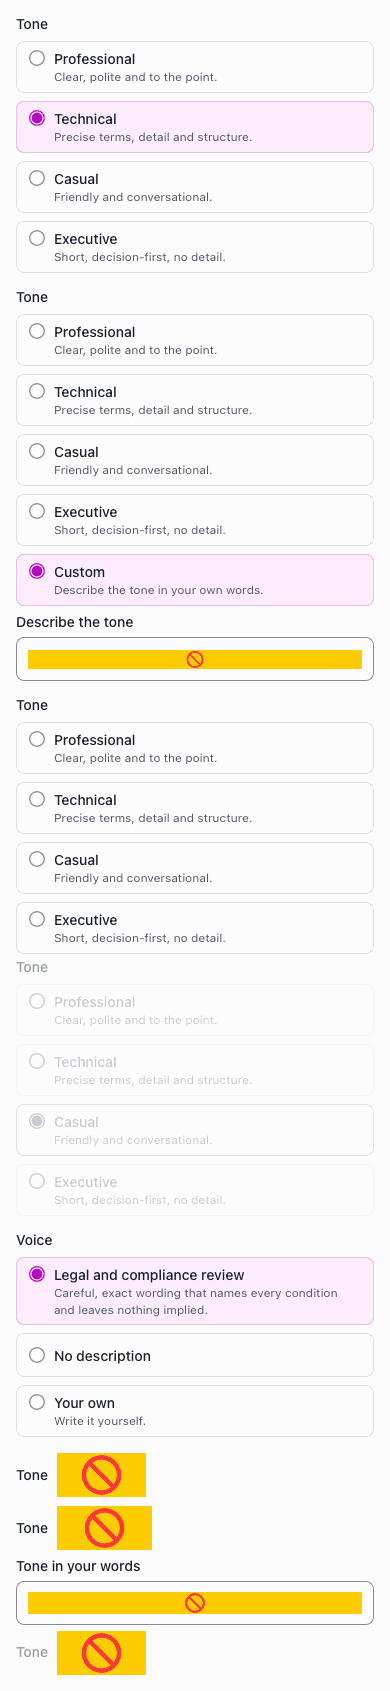 Tone
Professional
Clear, polite and to the point.
Technical
Precise terms, detail and structure.
Casual
Friendly and conversational.
Executive
Short, decision-first, no detail.
Tone
Professional
Clear, polite and to the point.
Technical
Precise terms, detail and structure.
Casual
Friendly and conversational.
Executive
Short, decision-first, no detail.
Custom
Describe the tone in your own words.
Describe the tone
Tone
Professional
Clear, polite and to the point.
Technical
Precise terms, detail and structure.
Casual
Friendly and conversational.
Executive
Short, decision-first, no detail.
Tone
Professional
Clear, polite and to the point.
Technical
Precise terms, detail and structure.
Casual
Friendly and conversational.
Executive
Short, decision-first, no detail.
Voice
Legal and compliance review
Careful, exact wording that names every condition
and leaves nothing implied.
No description
Your own
Write it yourself.
Tone
Tone
Tone in your words
Tone